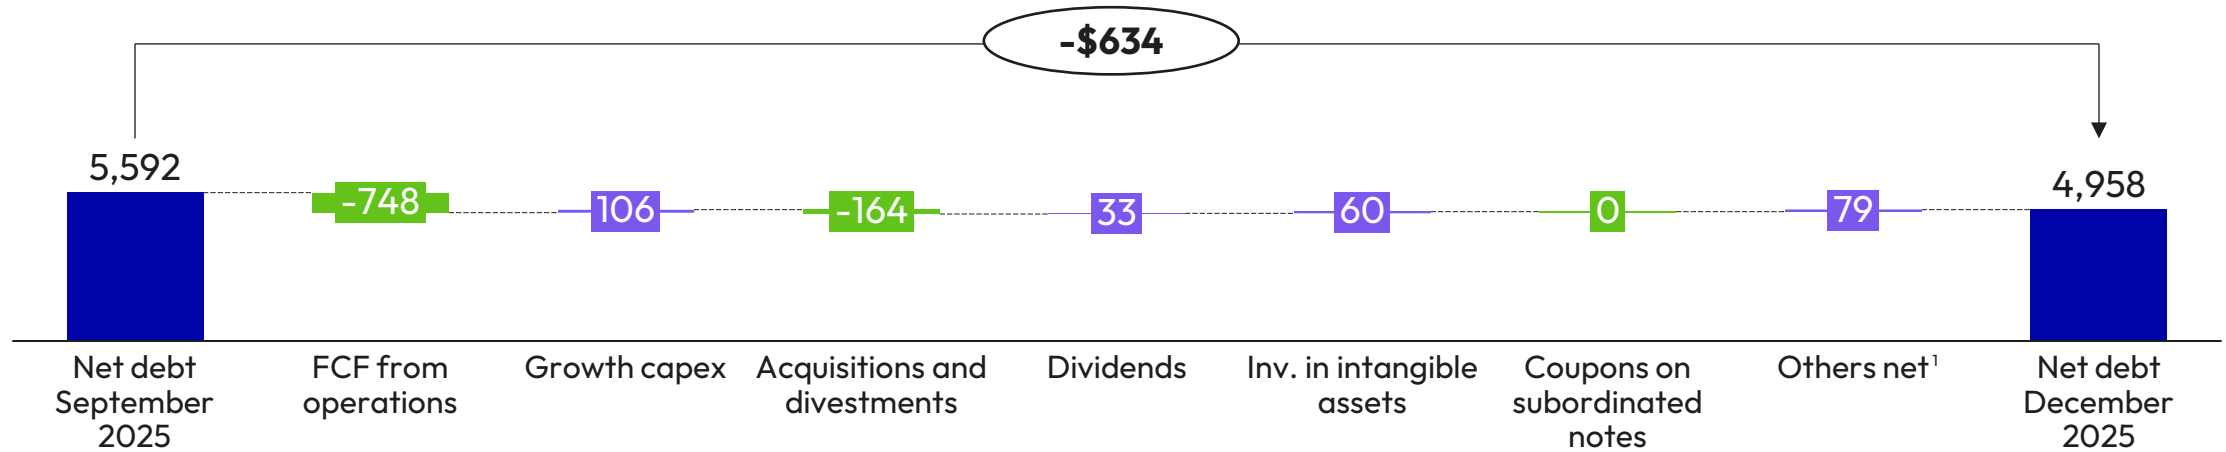 -$634
5,592
-748
106
-164
33
60
0
79
4,958
Net debt
September
2025
FCF from
operations
Growth capex
Acquisitions and
divestments
Dividends
Inv. in intangible
assets
Coupons on
subordinated
notes
Others net¹
Net debt
December
2025